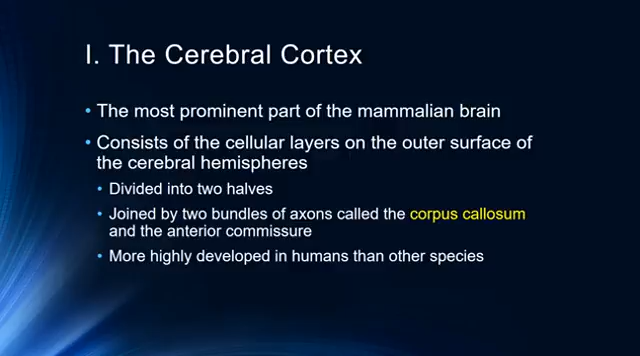 I. The Cerebral Cortex
• The most prominent part of the mammalian brain
• Consists of the cellular layers on the outer surface of
the cerebral hemispheres
• Divided into two halves
• Joined by two bundles of axons called the corpus callosum
and the anterior commissure
• More highly developed in humans than other species